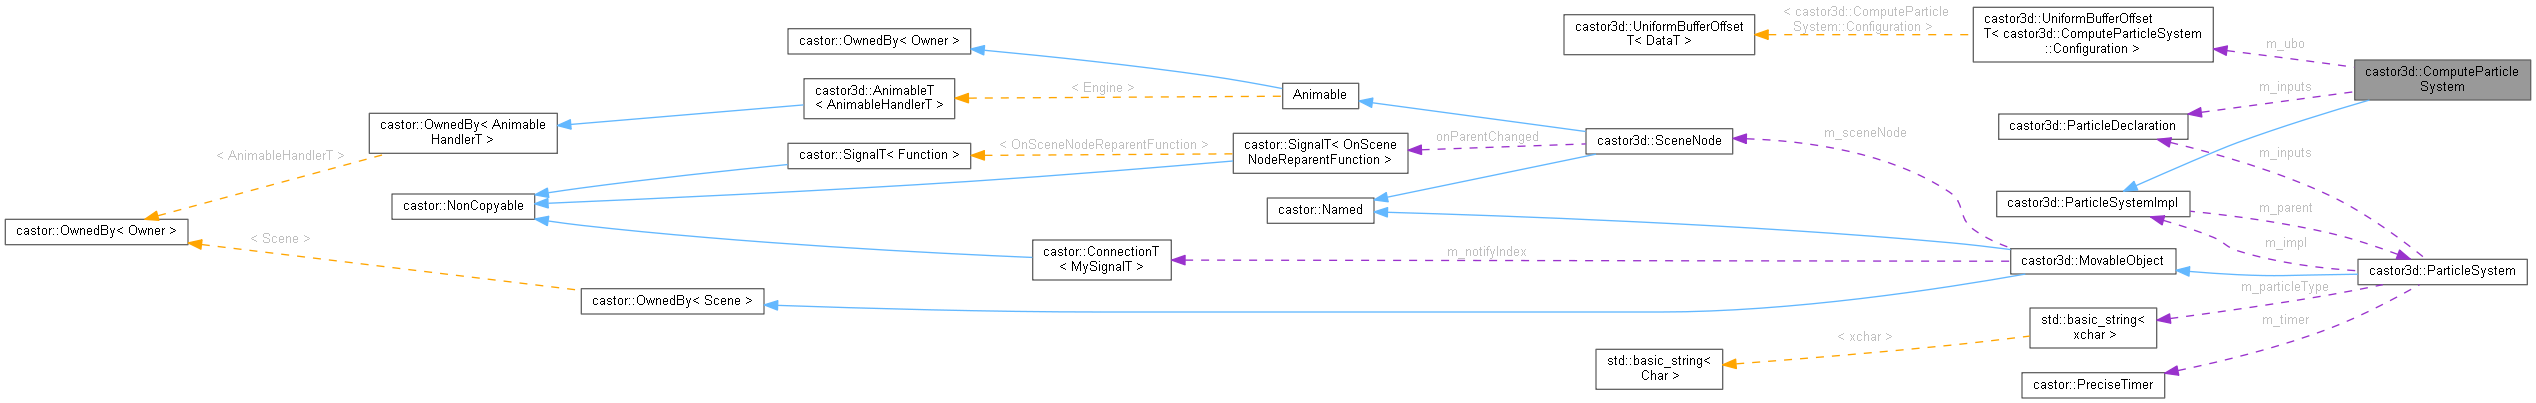 castor::OwnedBy< Owner >
< AnimableHandlerT >
< Scene >
castor::OwnedBy< Animable
HandlerT >
castor::NonCopyable
castor::OwnedBy< Scene >
castor::OwnedBy< Owner >
castor3d::AnimableT
< AnimableHandlerT >
castor::SignalT< Function >
< Engine >
< OnSceneNodeReparentFunction >
castor::ConnectionT
< MySignalT >
Animable
castor::SignalT< OnScene
NodeReparentFunction >
castor::Named
onParentChanged
m_notifyIndex
castor3d::UniformBufferOffset
T< DataT >
castor3d::SceneNode
std::basic_string<
Char >
< castor3d::ComputeParticle
System::Configuration >
m_sceneNode
< xchar >
castor3d::UniformBufferOffset
T< castor3d::ComputeParticleSystem
::Configuration >
castor3d::ParticleDeclaration
castor3d::ParticleSystemImpl
castor3d::MovableObject
std::basic_string<
xchar >
castor::PreciseTimer
m_ubo
m_inputs
m_inputs
m_parent
m_impl
m_particleType
m_timer
castor3d::ComputeParticle
System
castor3d::ParticleSystem